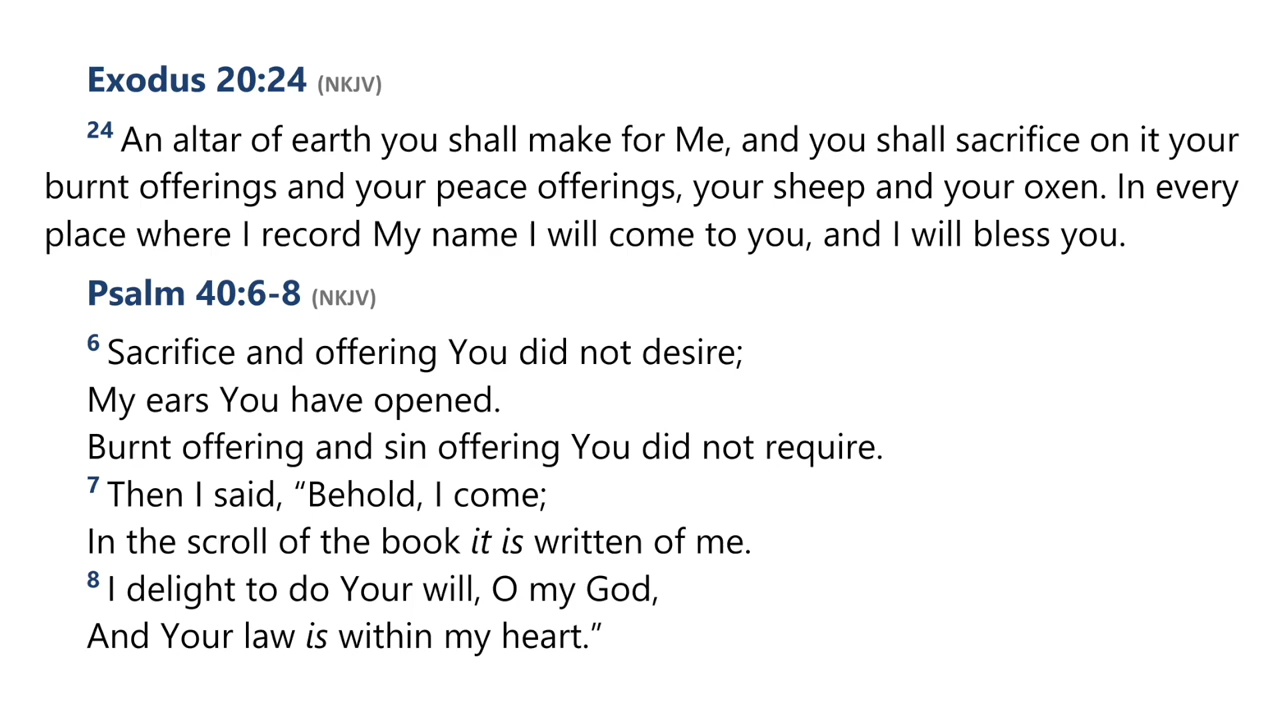 Exodus 20:24 (NKJV)
24 An altar of earth you shall make for Me, and you shall sacrifice on it your
burnt offerings and your peace offerings, your sheep and your oxen. In every
place where I record My name I will come to you, and I will bless you.
Psalm 40:6-8 (NKJV)
6 Sacrifice and offering You did not desire;
My ears You have opened.
Burnt offering and sin offering You did not require.
7 Then I said, “Behold, I come;
In the scroll of the book it is written of me.
8 I delight to do Your will, O my God,
And Your law is within my heart.”